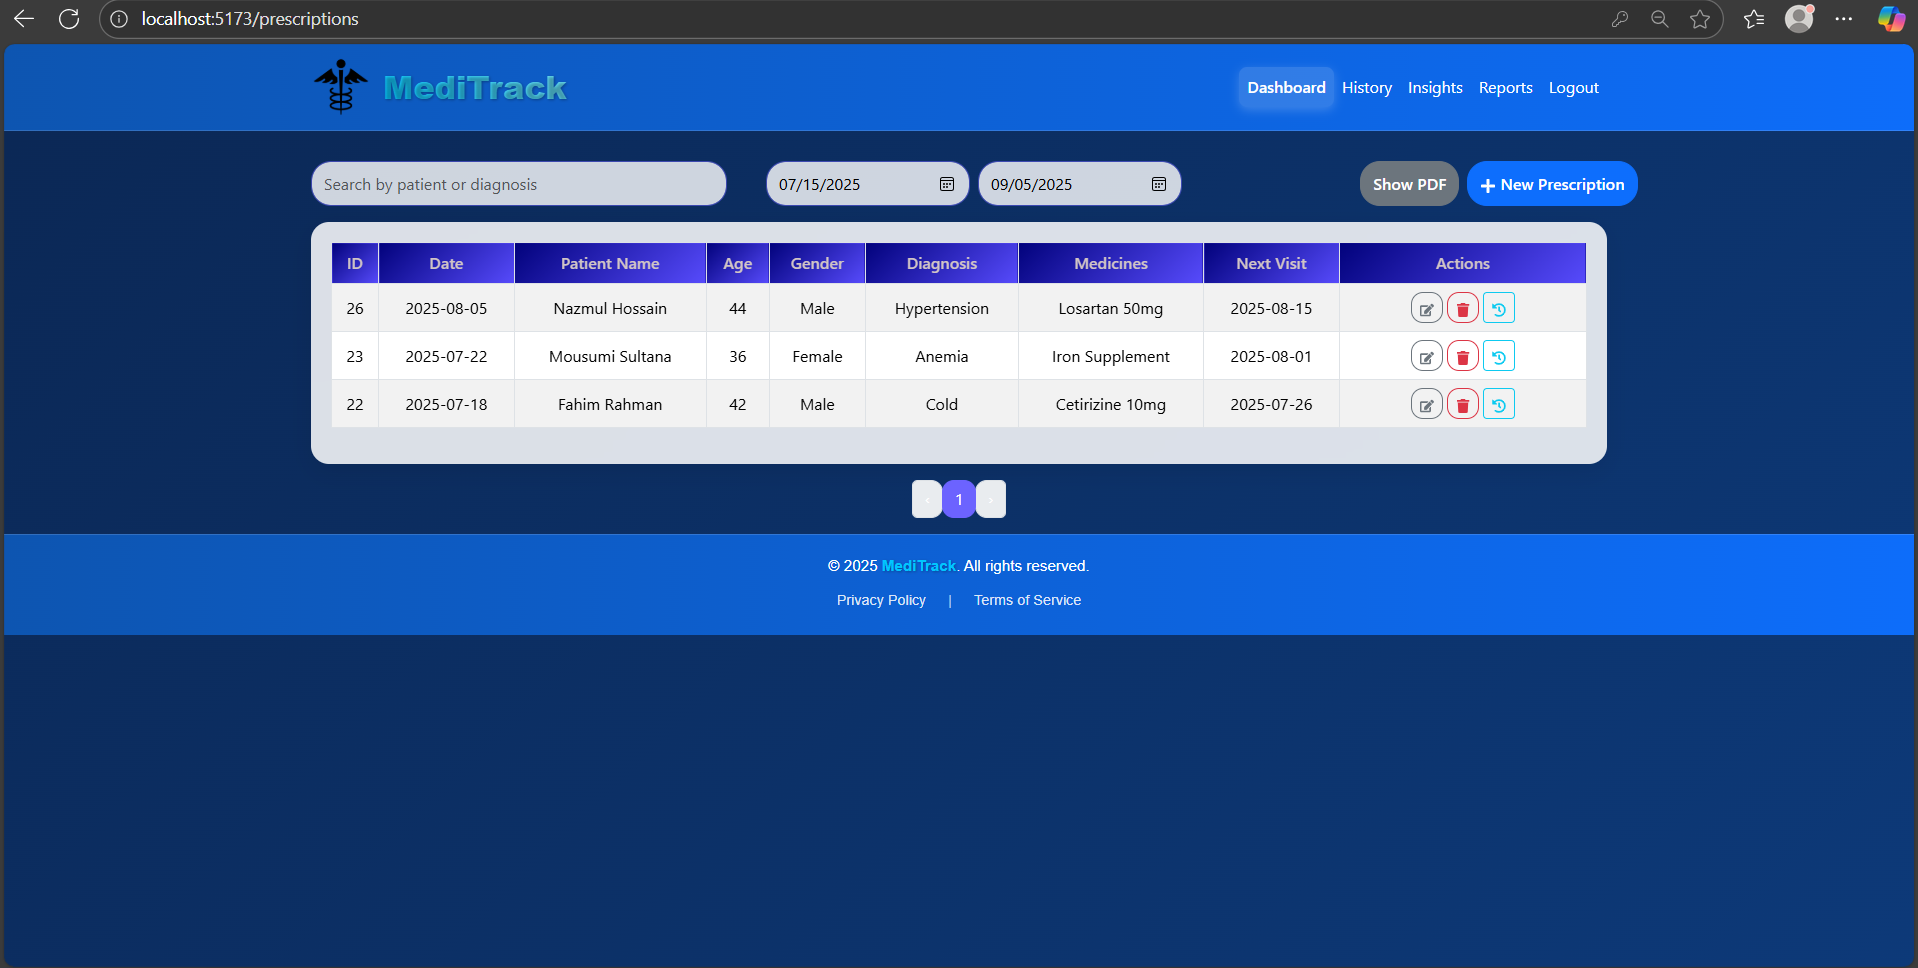 localhost:5173/prescriptions
MediTrack
Dashboard History Insights Reports Logout
Search by patient or diagnosis 07/15/2025 09/05/2025 Show PDF + New Prescription
ID Date Patient Name Age Gender Diagnosis Medicines Next Visit Actions
26 2025-08-05 Nazmul Hossain 44 Male Hypertension Losartan 50mg 2025-08-15
23 2025-07-22 Mousumi Sultana 36 Female Anemia Iron Supplement 2025-08-01
22 2025-07-18 Fahim Rahman 42 Male Cold Cetirizine 10mg 2025-07-26
‹ 1 ›
© 2025 MediTrack. All rights reserved.
Privacy Policy | Terms of Service